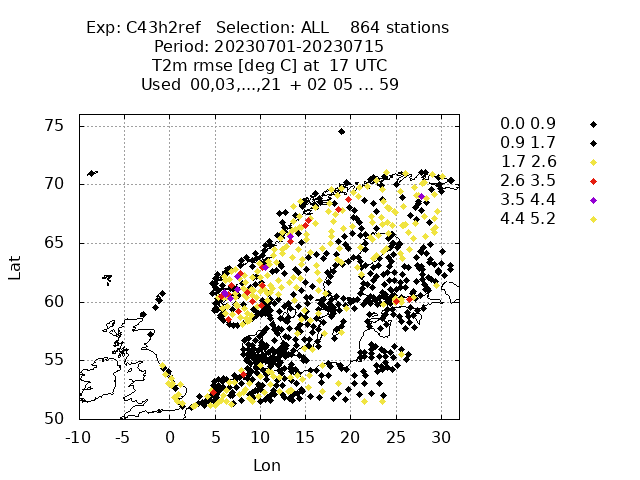 Exp: C43h2ref   Selection: ALL    864 stations
Period: 20230701-20230715
T2m rmse [deg C] at  17 UTC
Used  00,03,...,21  + 02 05 ... 59
0.0 0.9
0.9 1.7
1.7 2.6
2.6 3.5
3.5 4.4
4.4 5.2
75
70
65
60
55
50
Lat
-10 -5 0 5 10 15 20 25 30
Lon